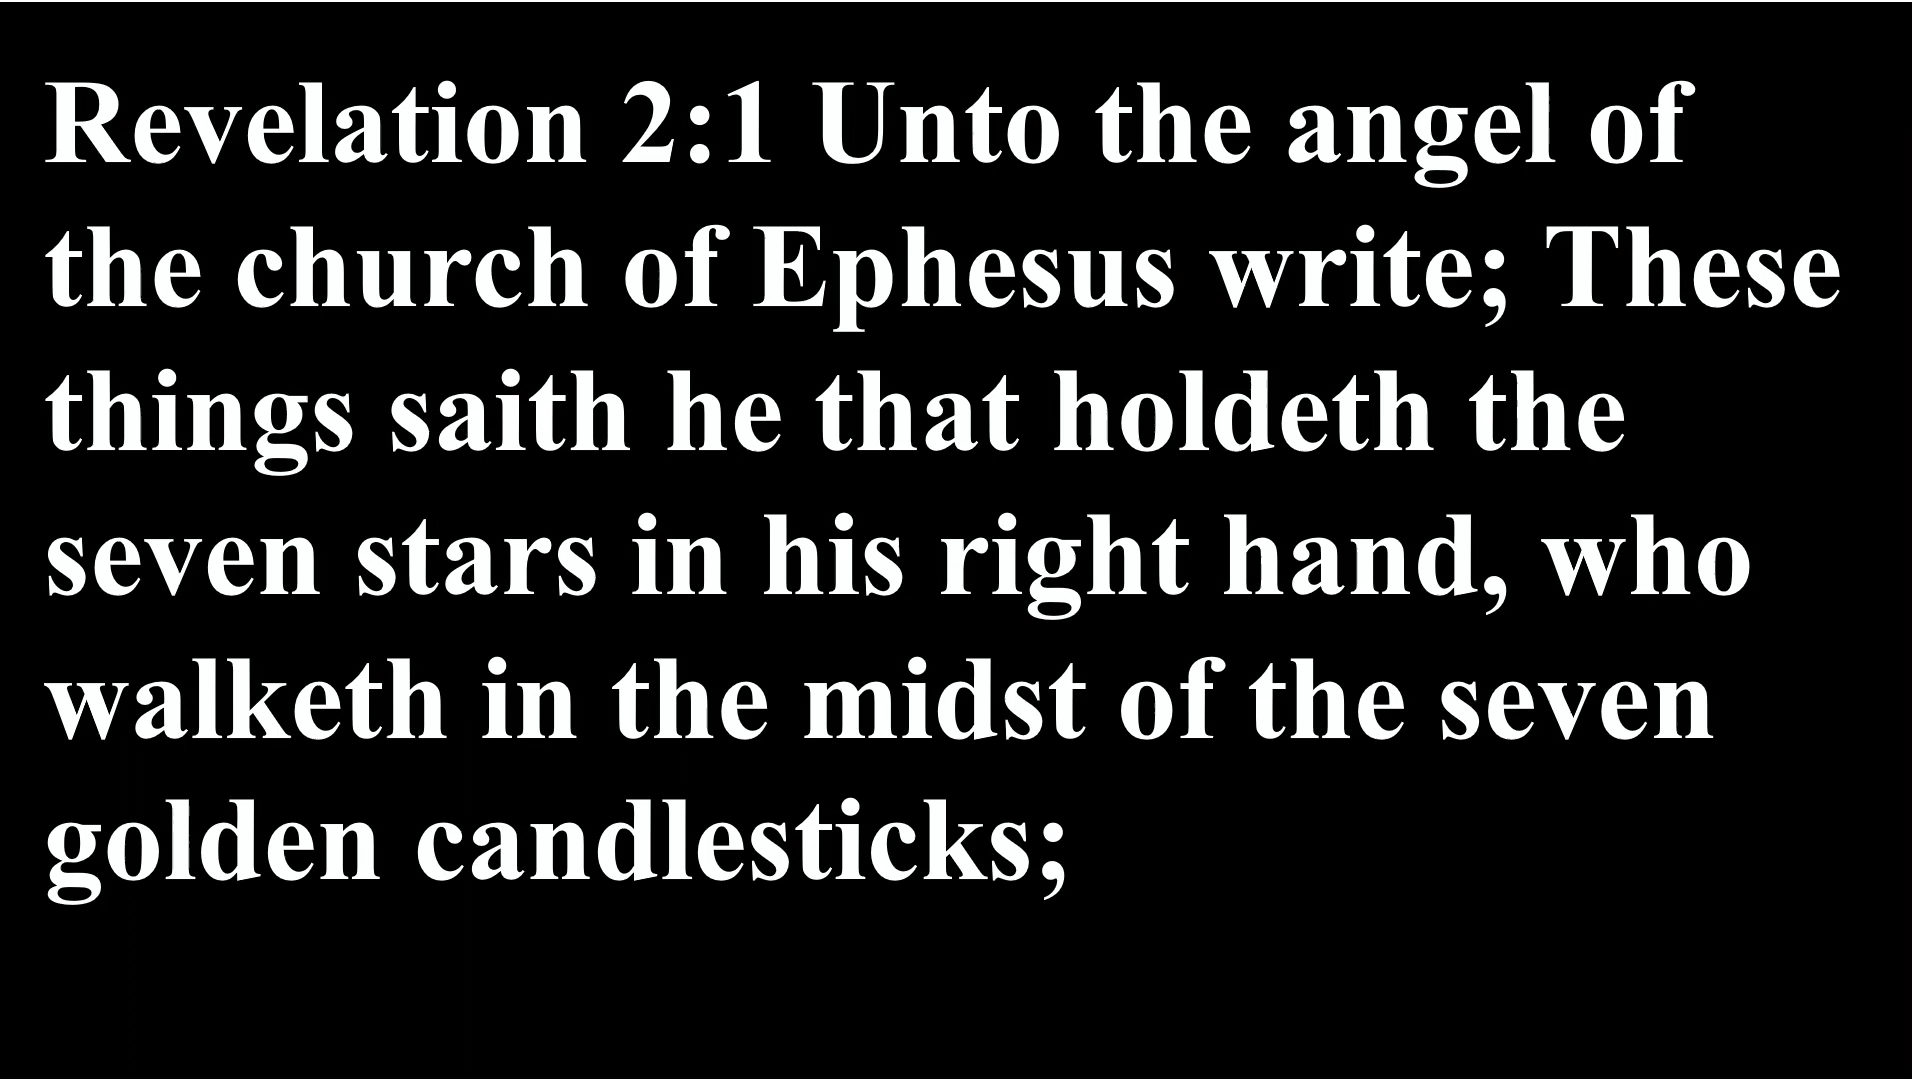 Revelation 2:1 Unto the angel of
the church of Ephesus write; These
things saith he that holdeth the
seven stars in his right hand, who
walketh in the midst of the seven
golden candlesticks;